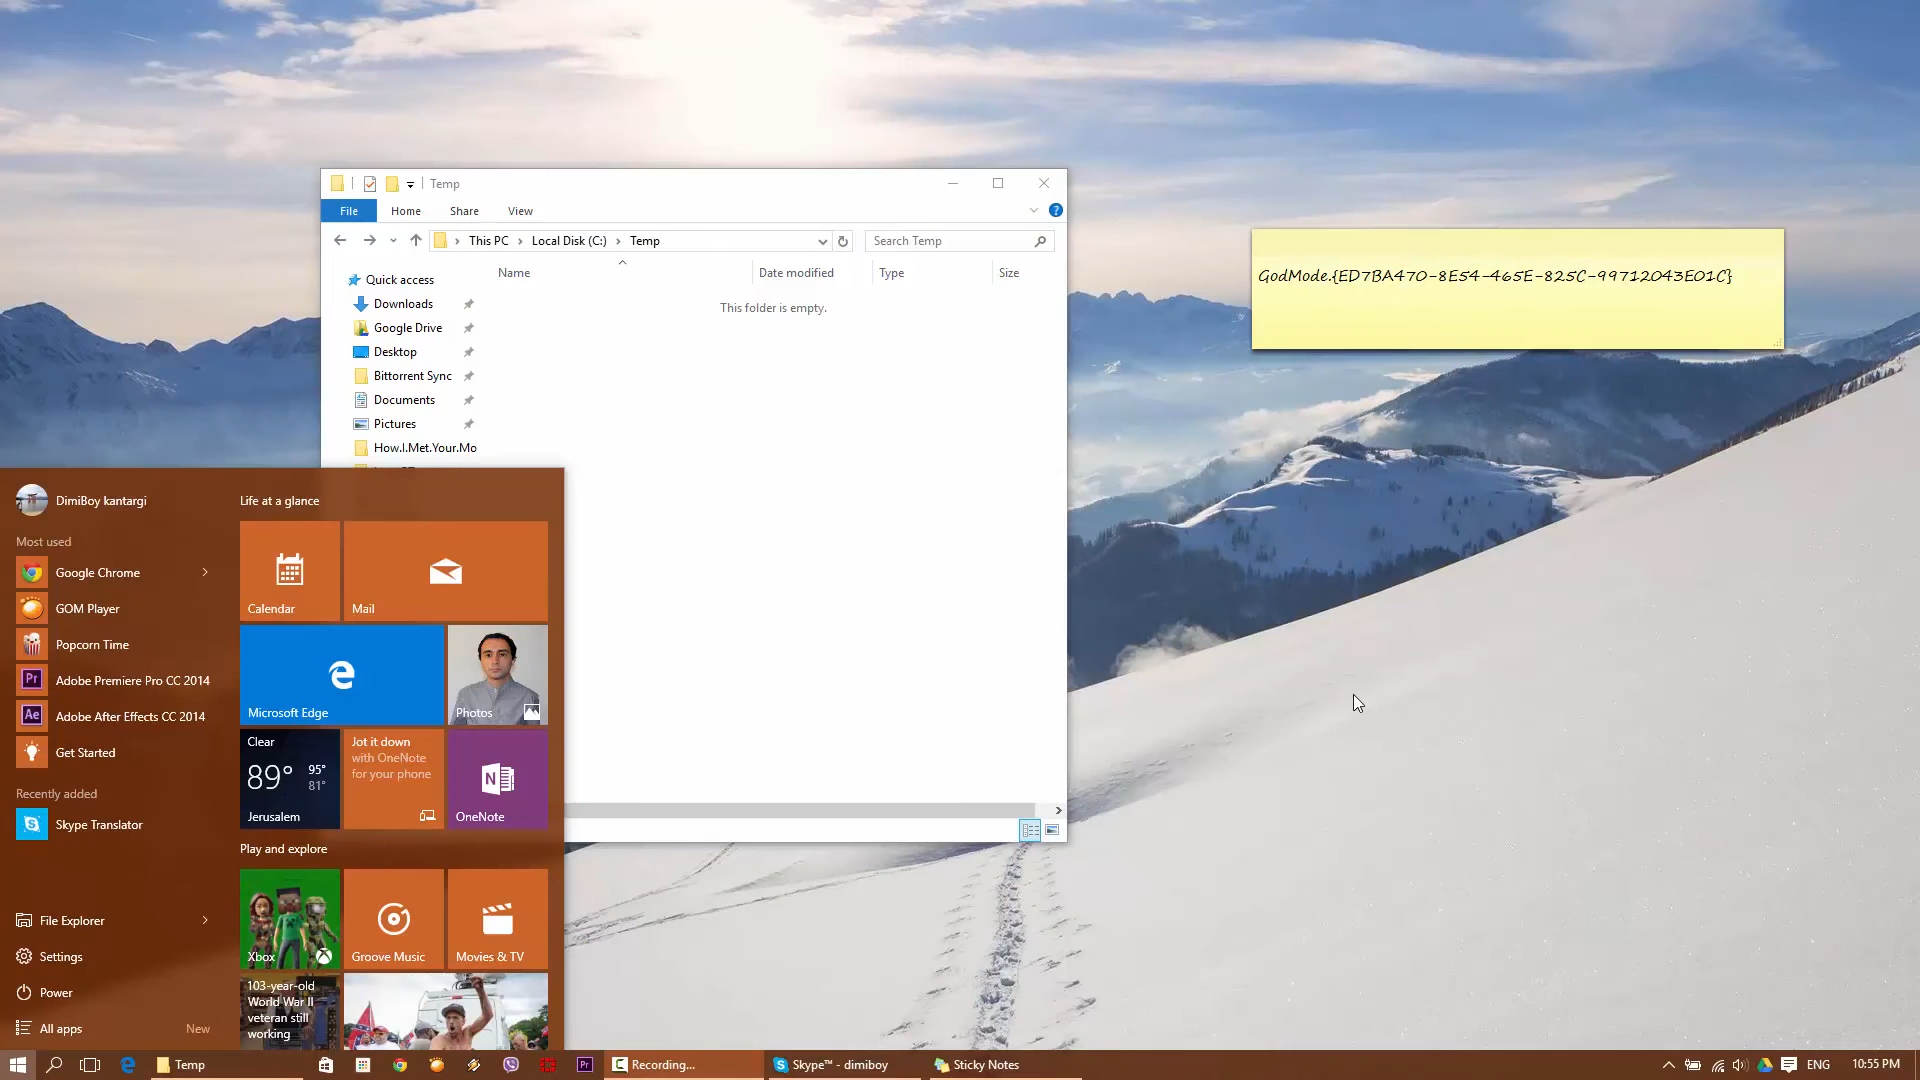 Temp
File Home Share View
This PC Local Disk (C:) Temp
Search Temp
Name Date modified Type Size
This folder is empty.
Quick access
Downloads
Google Drive
Desktop
Bittorrent Sync
Documents
Pictures
How.I.Met.Your.Mo
GodMode.{ED7BA470-8E54-465E-825C-99712043E01C}
DimiBoy kantargi
Most used
Google Chrome
GOM Player
Popcorn Time
Pr Adobe Premiere Pro CC 2014
Ae Adobe After Effects CC 2014
Get Started
Recently added
Skype Translator
File Explorer
Settings
Power
All apps New
Life at a glance
Calendar
Mail
Microsoft Edge
Photos
Clear
89° 95°
81°
Jerusalem
Jot it down
with OneNote
for your phone
OneNote
Play and explore
Xbox
Groove Music
Movies & TV
103-year-old
World War II
veteran still
working
Temp
Pr
Recording...
Skype™ - dimiboy
Sticky Notes
ENG
10:55 PM